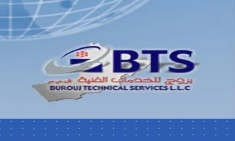 BTS
بروج للخدمات الفنية ش.م.م
BUROUJ TECHNICAL SERVICES L.L.C